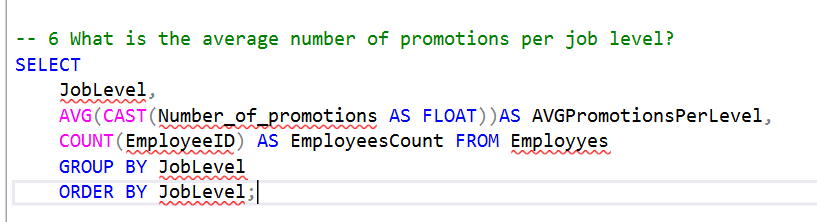 -- 6 What is the average number of promotions per job level?
SELECT
JobLevel,
AVG(CAST(Number_of_promotions AS FLOAT))AS AVGPromotionsPerLevel,
COUNT(EmployeeID) AS EmployeesCount FROM Employyes
GROUP BY JobLevel
ORDER BY JobLevel;